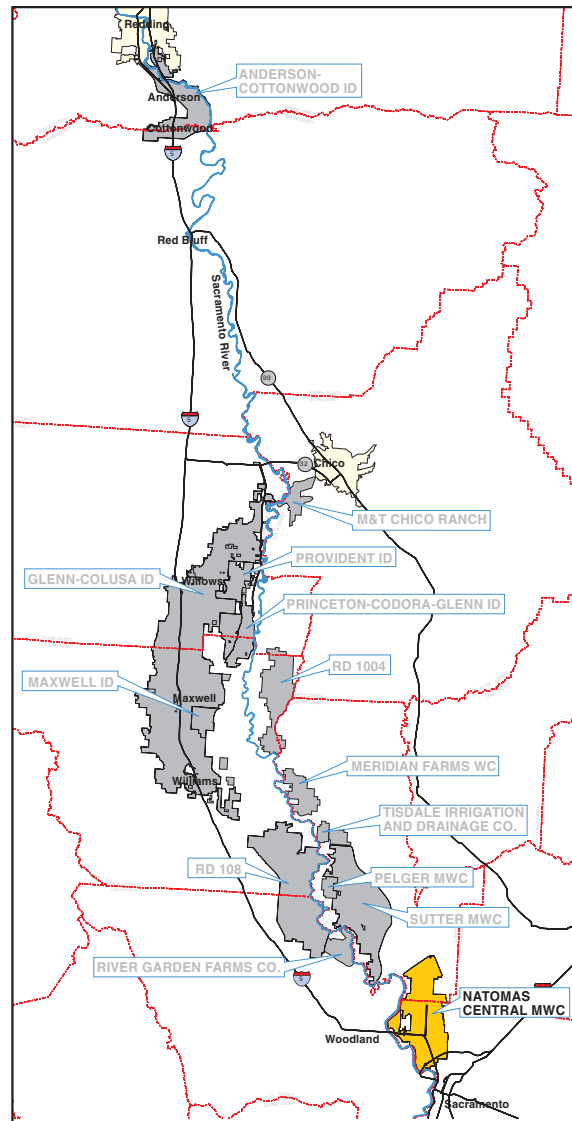 Redding
ANDERSON-
COTTONWOOD ID
Anderson
Cottonwood
5
Red Bluff
Sacramento River
99
5
32
Chico
M&T CHICO RANCH
PROVIDENT ID
GLENN-COLUSA ID
Willows
PRINCETON-CODORA-GLENN ID
RD 1004
MAXWELL ID
Maxwell
MERIDIAN FARMS WC
Williams
TISDALE IRRIGATION
AND DRAINAGE CO.
RD 108
PELGER MWC
SUTTER MWC
RIVER GARDEN FARMS CO.
5
NATOMAS
CENTRAL MWC
Woodland
Sacramento